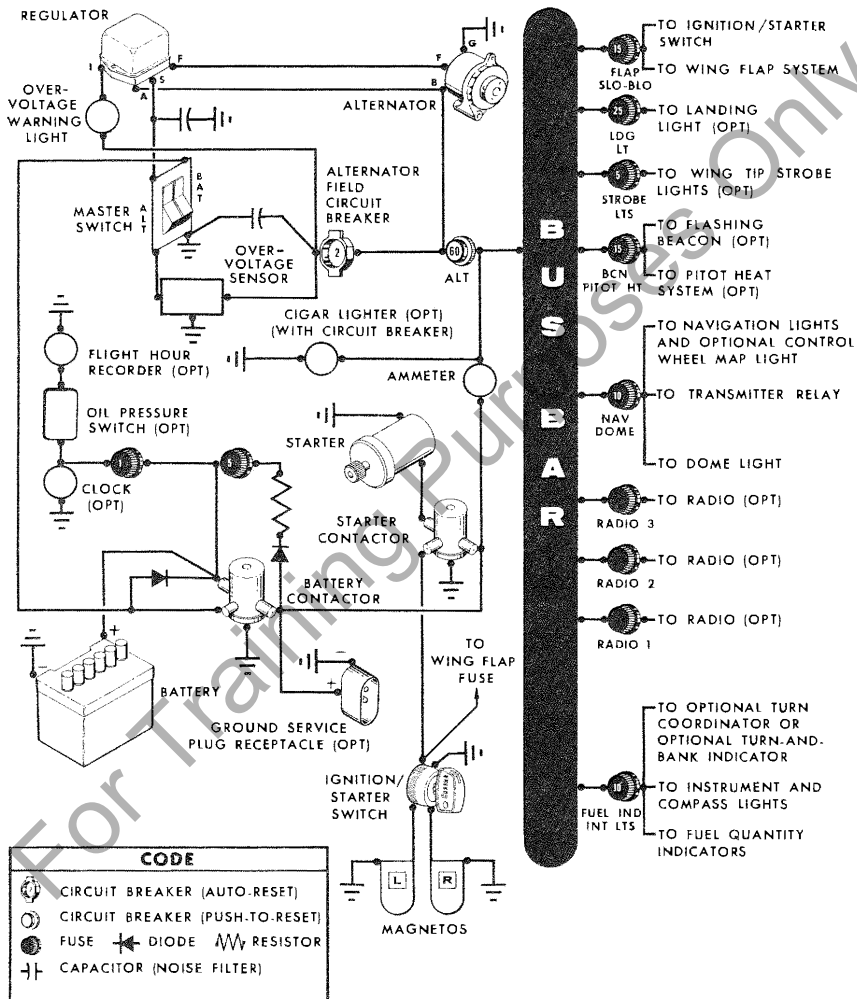 REGULATOR
I
F
A
S
OVER-
VOLTAGE
WARNING
LIGHT
F
G
B
ALTERNATOR
BAT
ALT
MASTER
SWITCH
ALTERNATOR
FIELD
CIRCUIT
BREAKER
2
OVER-
VOLTAGE
SENSOR
60
ALT
CIGAR LIGHTER (OPT)
(WITH CIRCUIT BREAKER)
FLIGHT HOUR
RECORDER (OPT)
OIL PRESSURE
SWITCH (OPT)
CLOCK
(OPT)
AMMETER
STARTER
STARTER
CONTACTOR
BATTERY
CONTACTOR
+
-
BATTERY
-
+
GROUND SERVICE
PLUG RECEPTACLE (OPT)
TO
WING FLAP
FUSE
IGNITION/
STARTER
SWITCH
L
R
MAGNETOS
BUS BAR
15
FLAP
SLO-BLO
TO IGNITION/STARTER
SWITCH
TO WING FLAP SYSTEM
25
LDG
LT
TO LANDING
LIGHT (OPT)
5
STROBE
LTS
TO WING TIP STROBE
LIGHTS (OPT)
15
BCN
PITOT HT
TO FLASHING
BEACON (OPT)
TO PITOT HEAT
SYSTEM (OPT)
10
NAV
DOME
TO NAVIGATION LIGHTS
AND OPTIONAL CONTROL
WHEEL MAP LIGHT
TO TRANSMITTER RELAY
TO DOME LIGHT
RADIO 3
TO RADIO (OPT)
RADIO 2
TO RADIO (OPT)
RADIO 1
TO RADIO (OPT)
FUEL IND
INT LTS
TO OPTIONAL TURN
COORDINATOR OR
OPTIONAL TURN-AND-
BANK INDICATOR
TO INSTRUMENT AND
COMPASS LIGHTS
TO FUEL QUANTITY
INDICATORS
CODE
CIRCUIT BREAKER (AUTO-RESET)
CIRCUIT BREAKER (PUSH-TO-RESET)
FUSE DIODE RESISTOR
CAPACITOR (NOISE FILTER)
For Training Purposes Only